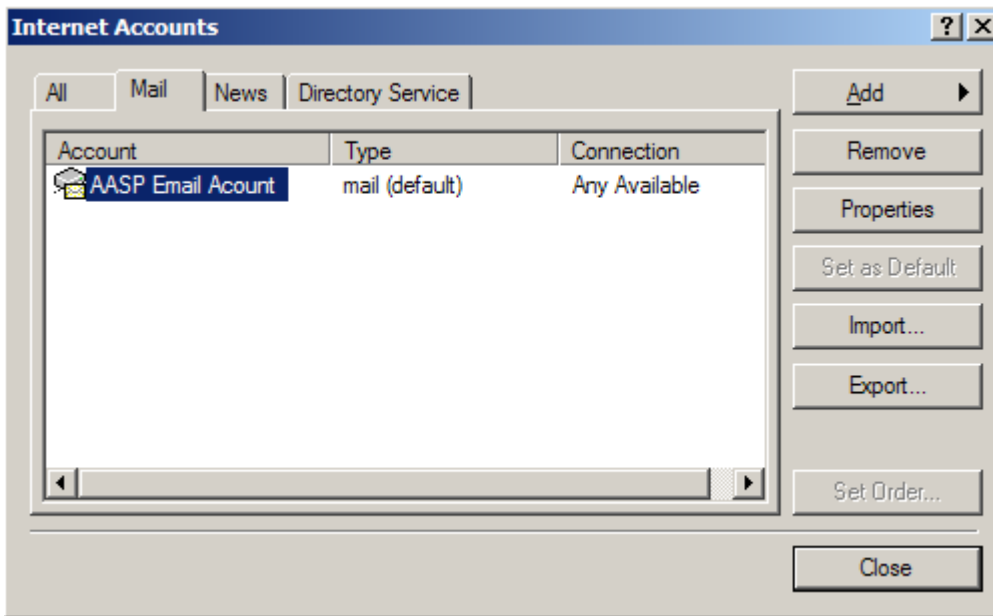 Internet Accounts
All Mail News Directory Service
Add
Account Type Connection
Remove
AASP Email Acount mail (default) Any Available
Properties
Set as Default
Import...
Export...
Set Order...
Close